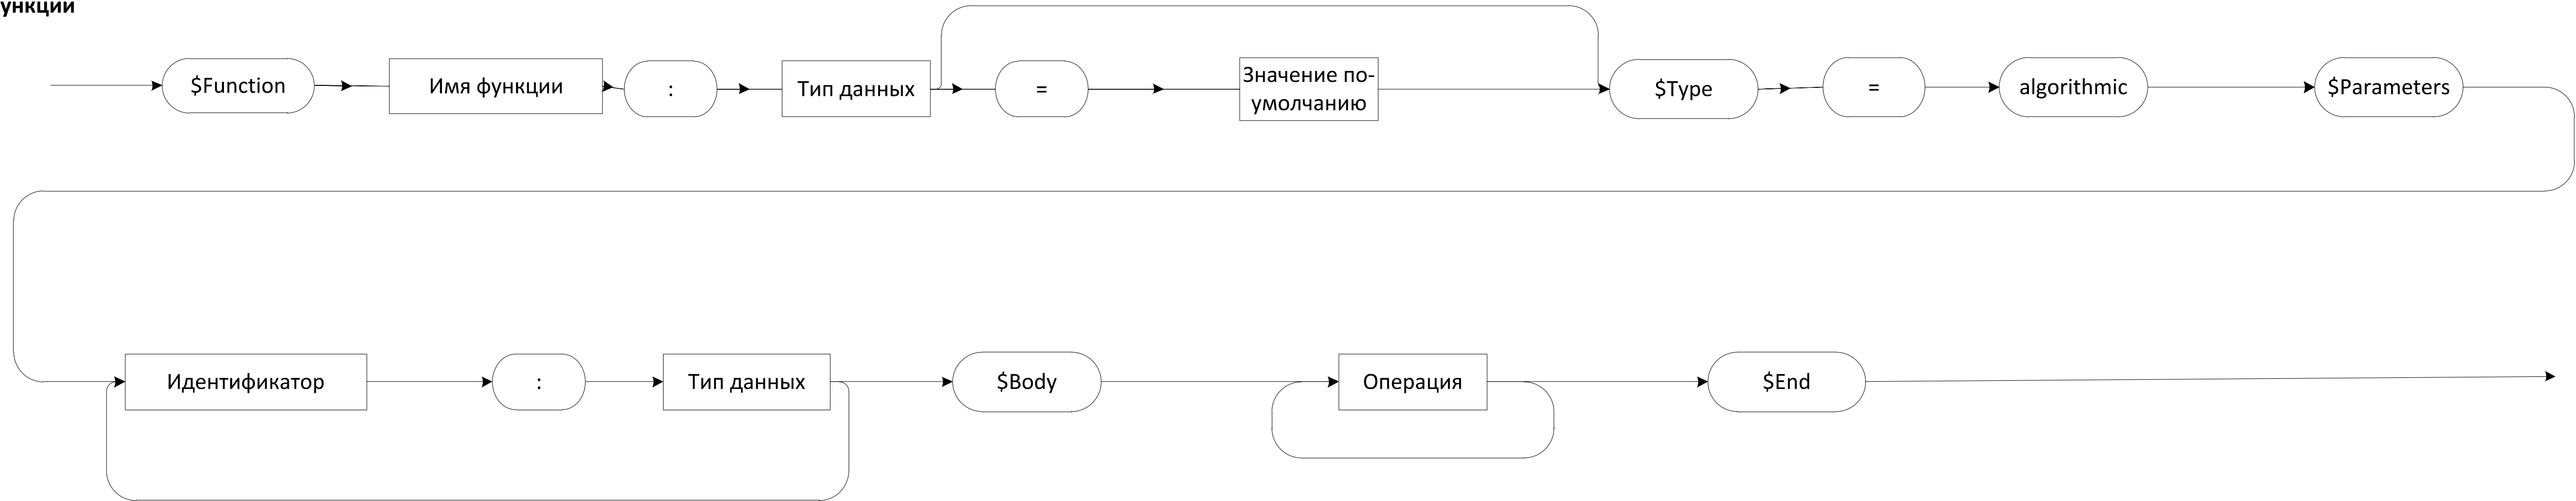 ункции
$Function
Имя функции
:
Тип данных
=
Значение по-
умолчанию
$Type
=
algorithmic
$Parameters
Идентификатор
:
Тип данных
$Body
Операция
$End